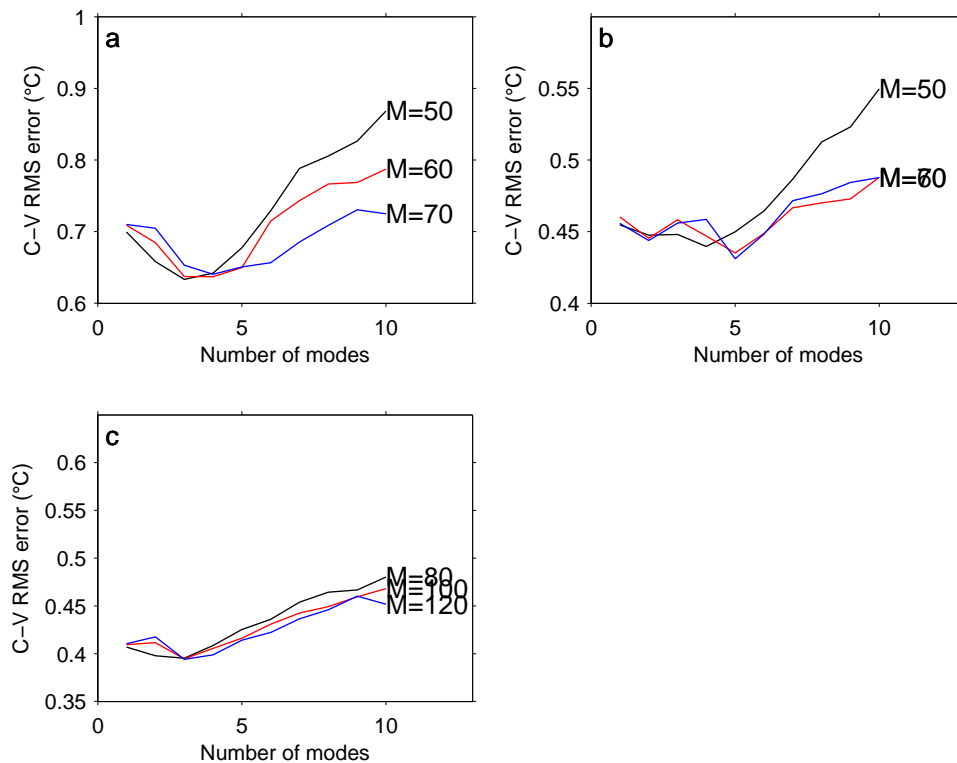 a
C−V RMS error (°C)
1
0.9
0.8
0.7
0.6
0
5
10
Number of modes
M=50
M=60
M=70
b
C−V RMS error (°C)
0.55
0.5
0.45
0.4
0
5
10
Number of modes
M=50
M=60
M=70
c
C−V RMS error (°C)
0.6
0.55
0.5
0.45
0.4
0.35
0
5
10
Number of modes
M=80
M=100
M=120